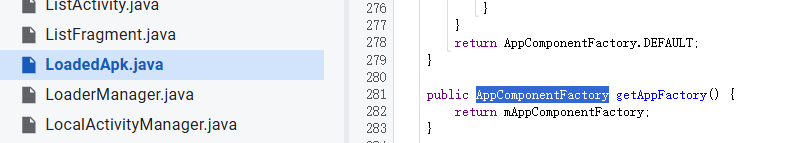 ListActivity.java
ListFragment.java
LoadedApk.java
LoaderManager.java
LocalActivityManager.java
276 }
277 }
278 return AppComponentFactory.DEFAULT;
279 }
280
281 public AppComponentFactory getAppFactory() {
282 return mAppComponentFactory;
283 }